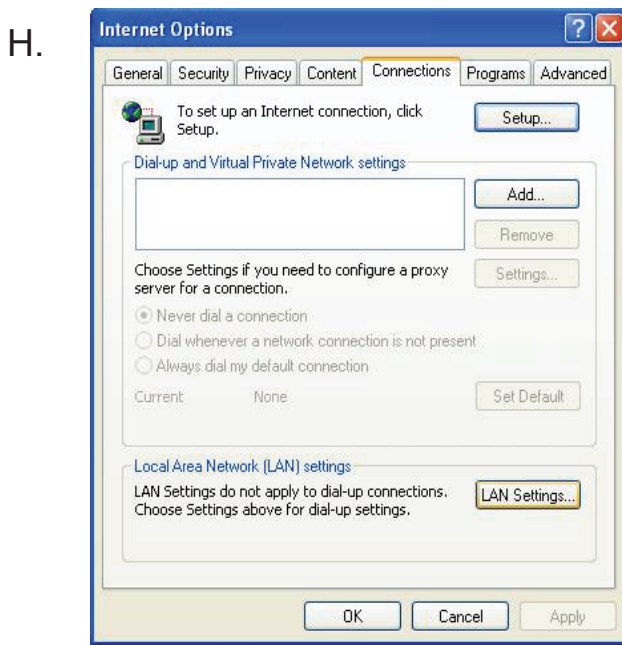 H.
Internet Options
General Security Privacy Content Connections Programs Advanced
To set up an Internet connection, click
Setup.
Setup...
Dial-up and Virtual Private Network settings
Add...
Remove
Choose Settings if you need to configure a proxy
server for a connection.
Settings...
Never dial a connection
Dial whenever a network connection is not present
Always dial my default connection
Current None
Set Default
Local Area Network (LAN) settings
LAN Settings do not apply to dial-up connections.
Choose Settings above for dial-up settings.
LAN Settings...
OK Cancel Apply